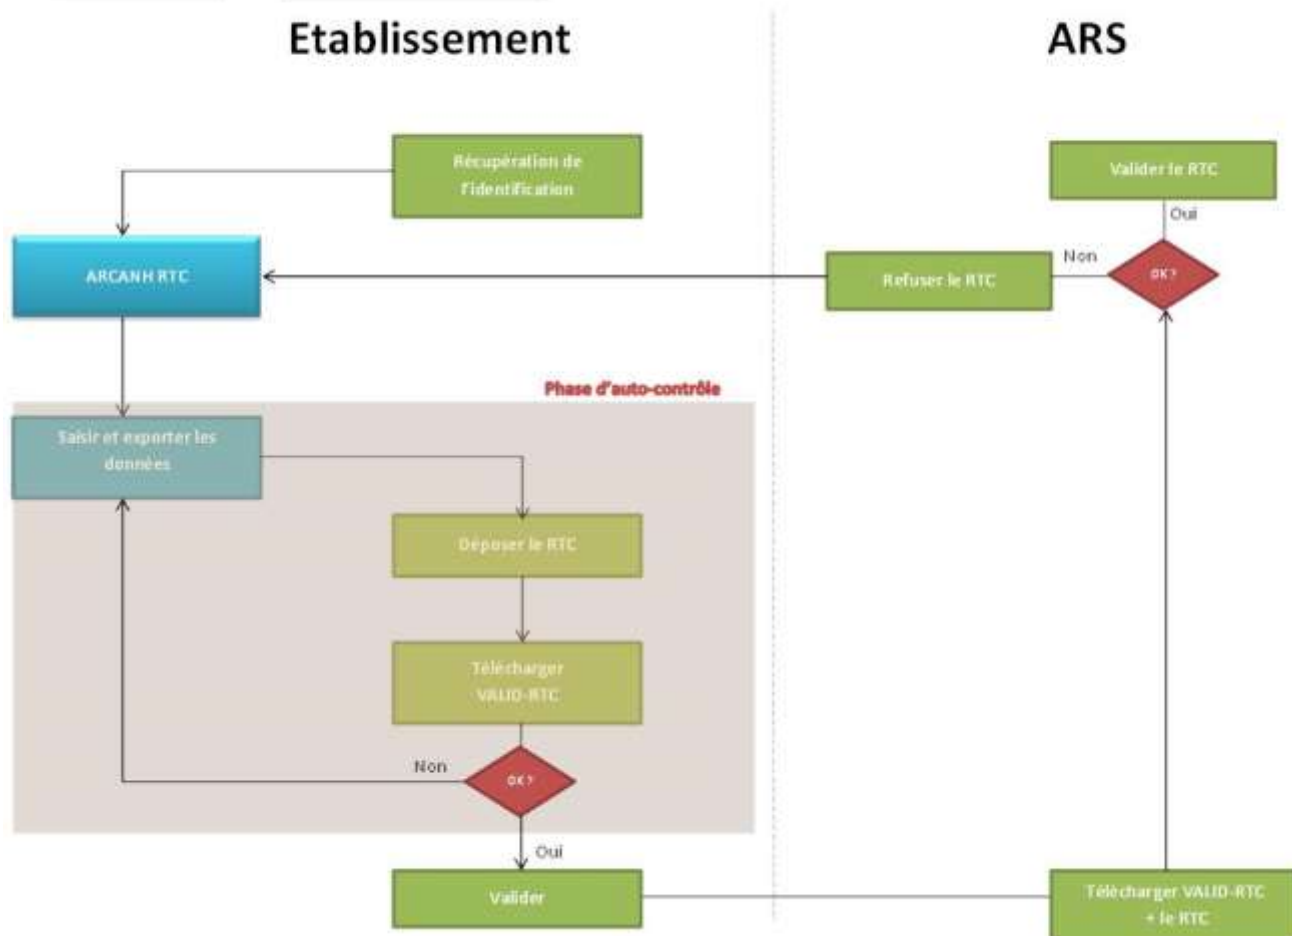 Etablissement
ARS
Récupération de
l'identification
Valider le RTC
Oui
ARCANH RTC
Refuser le RTC
Non
OK ?
Phase d'auto-contrôle
Saisir et exporter les
données
Déposer le RTC
Télécharger
VALID-RTC
Non
OK ?
Oui
Valider
Télécharger VALID-RTC
+ le RTC